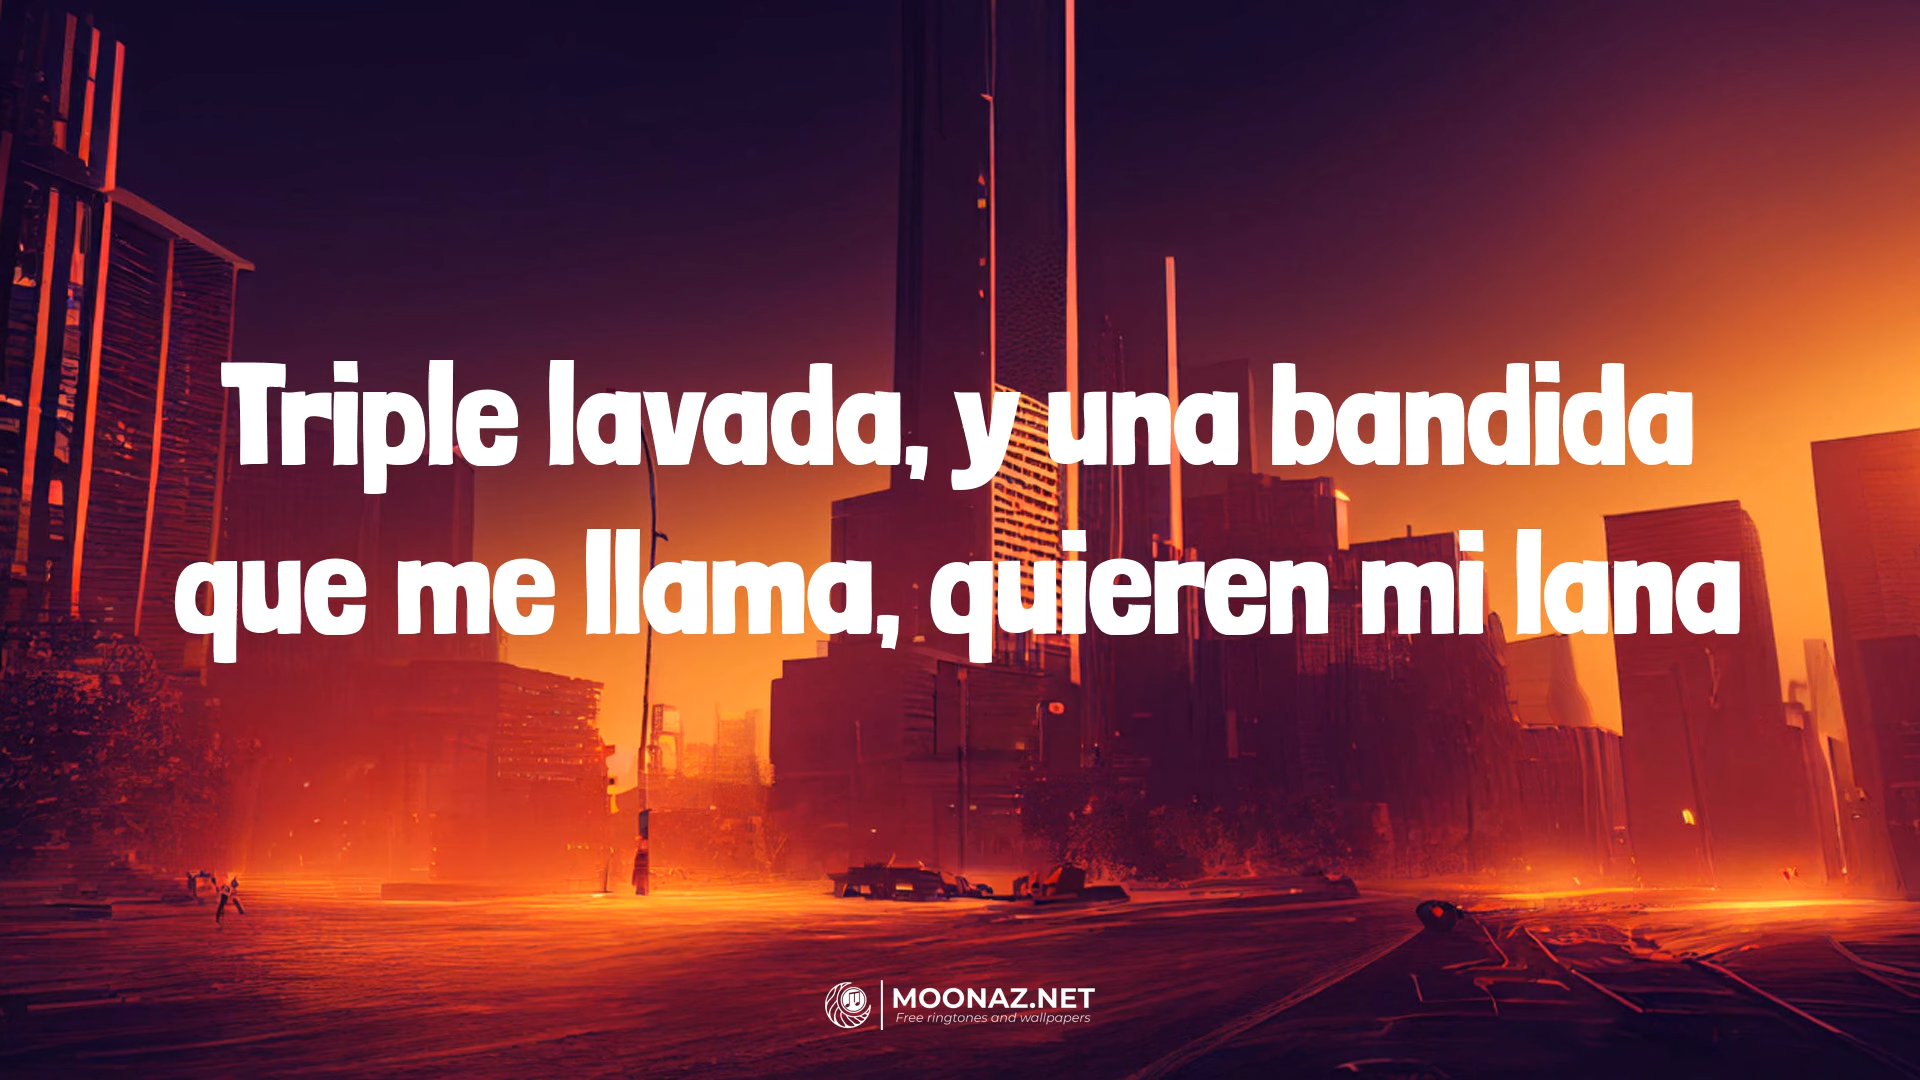 Triple lavada, y una bandida
que me llama, quieren mi lana
MOONAZ.NET
Free ringtones and wallpapers